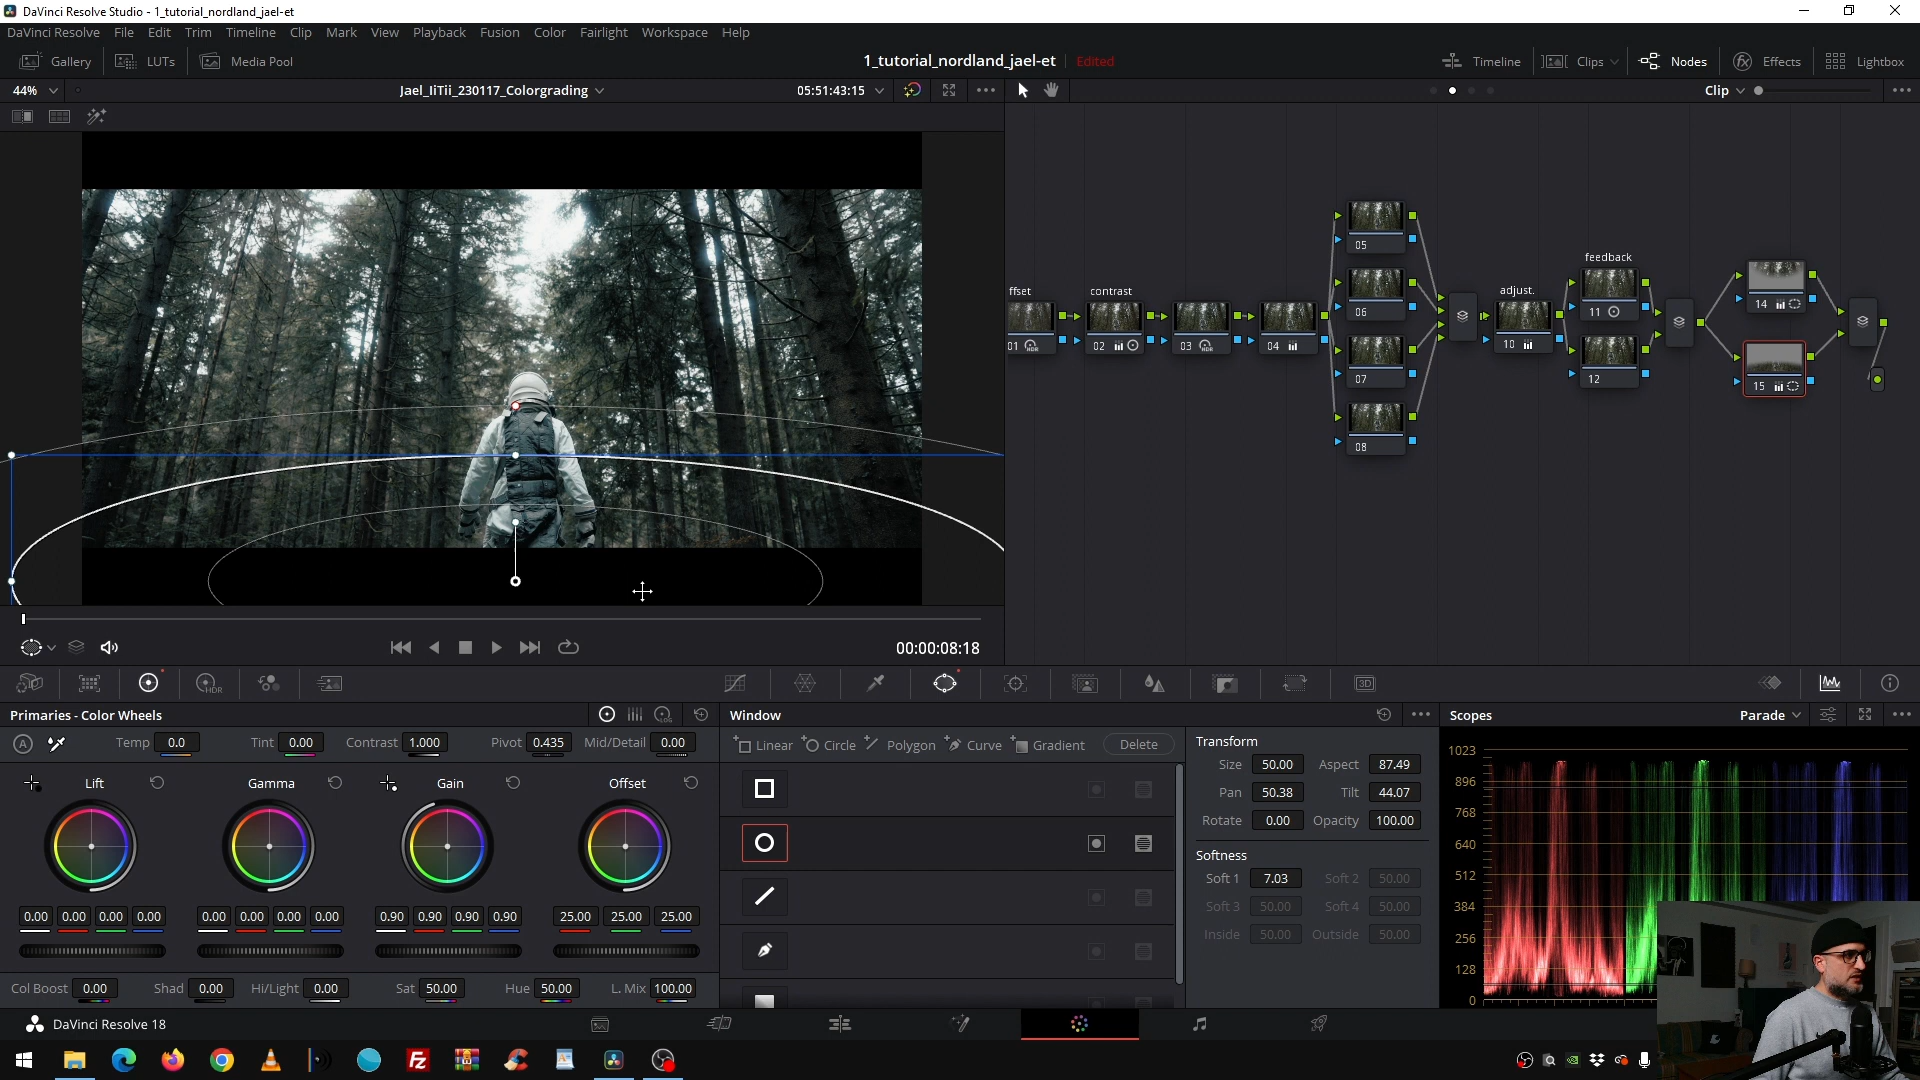 DaVinci Resolve Studio - 1_tutorial_nordland_jael-et
DaVinci Resolve File Edit Trim Timeline Clip Mark View Playback Fusion Color Fairlight Workspace Help
Gallery LUTs Media Pool 1_tutorial_nordland_jael-et Edited Timeline Clips Nodes Effects Lightbox
44% Jael_IiTii_230117_Colorgrading 05:51:43:15 Clip
05
feedback
ffset contrast 06 adjust. 11 14
01 02 03 04 10
07 12 15
08
00:00:08:18
HDR 3D
Primaries - Color Wheels LOG Window Scopes Parade
A Temp 0.0 Tint 0.00 Contrast 1.000 Pivot 0.435 Mid/Detail 0.00 Linear Circle Polygon Curve Gradient Delete Transform
Size 50.00 Aspect 87.49
Pan 50.38 Tilt 44.07
Rotate 0.00 Opacity 100.00
Lift Gamma Gain Offset
Softness
Soft 1 7.03 Soft 2 50.00
Soft 3 50.00 Soft 4 50.00
Inside 50.00 Outside 50.00
0.00 0.00 0.00 0.00 0.00 0.00 0.00 0.00 0.90 0.90 0.90 0.90 25.00 25.00 25.00
Col Boost 0.00 Shad 0.00 Hi/Light 0.00 Sat 50.00 Hue 50.00 L. Mix 100.00
1023
896
768
640
512
384
256
128
0
DaVinci Resolve 18
FZ